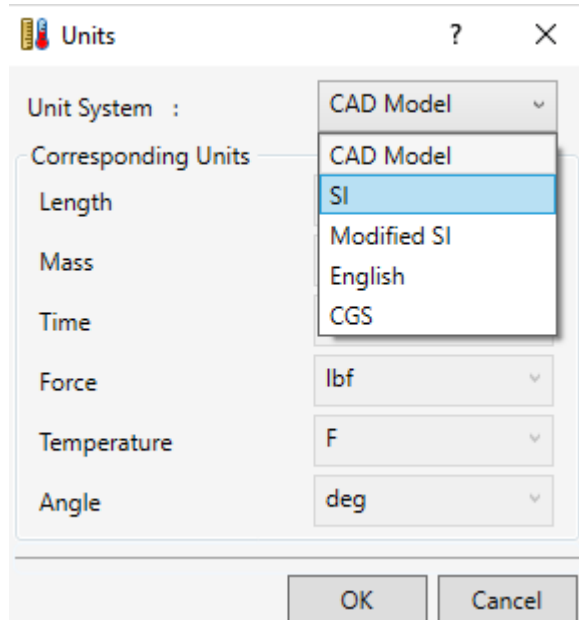 Units ?
Unit System : CAD Model
Corresponding Units
CAD Model
SI
Modified SI
English
CGS
Length
Mass
Time
Force lbf
Temperature F
Angle deg
OK Cancel